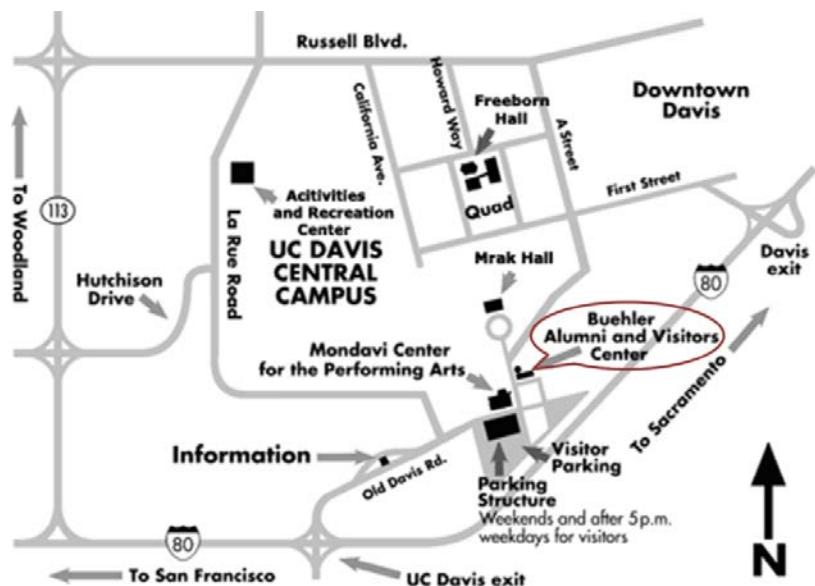 Russell Blvd.
California Ave.
Howard Way
Freeborn
Hall
A Street
Downtown
Davis
To Woodland
113
Acitivities
and Recreation
Center
Quad
First Street
La Rue Road
UC DAVIS
CENTRAL
CAMPUS
Hutchison
Drive
Mrak Hall
Davis
exit
80
Buehler
Alumni and Visitors
Center
Mondavi Center
for the Performing Arts
To Sacramento
Information
Old Davis Rd.
Visitor
Parking
Parking
Structure
Weekends and after 5p.m.
weekdays for visitors
80
To San Francisco
UC Davis exit
N